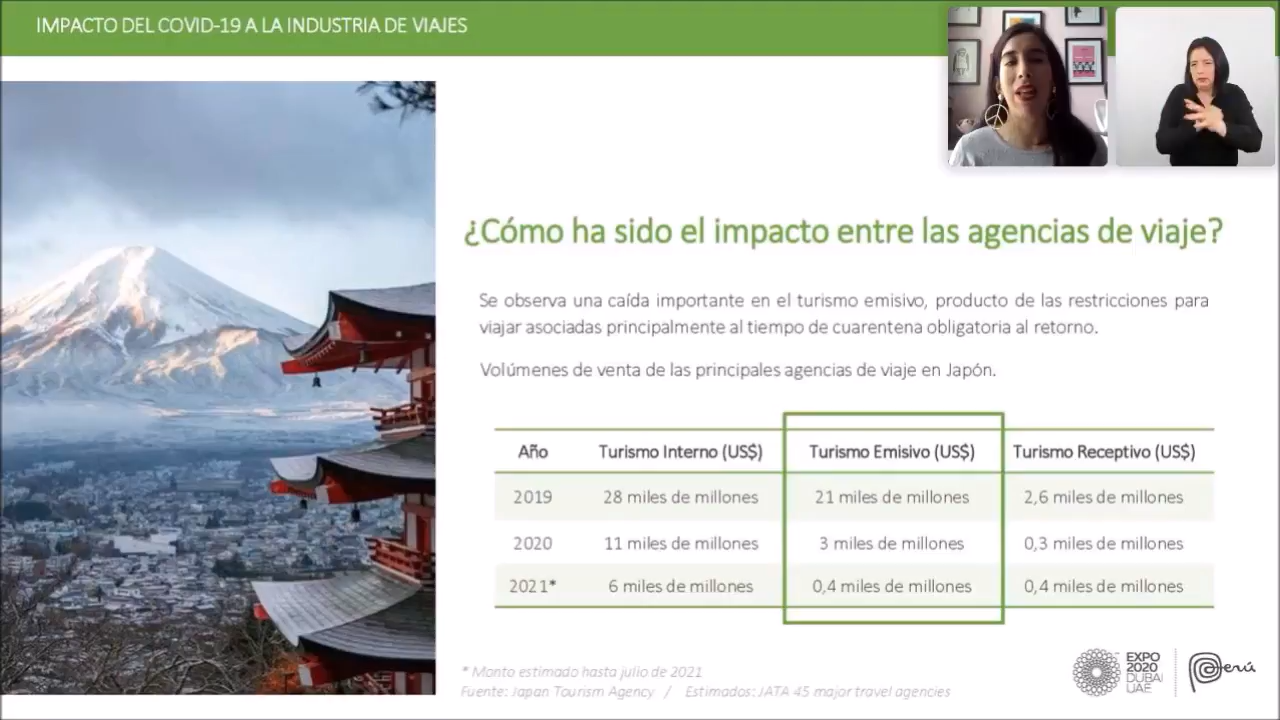 IMPACTO DEL COVID-19 A LA INDUSTRIA DE VIAJES
¿Cómo ha sido el impacto entre las agencias de viaje?
Se observa una caída importante en el turismo emisivo, producto de las restricciones para
viajar asociadas principalmente al tiempo de cuarentena obligatoria al retorno.
Volúmenes de venta de las principales agencias de viaje en Japón.
Año Turismo Interno (US$) Turismo Emisivo (US$) Turismo Receptivo (US$)
2019 28 miles de millones 21 miles de millones 2,6 miles de millones
2020 11 miles de millones 3 miles de millones 0,3 miles de millones
2021* 6 miles de millones 0,4 miles de millones 0,4 miles de millones
* Monto estimado hasta julio de 2021
Fuente: Japan Tourism Agency / Estimados: JATA 45 major travel agencies
EXPO
2020
DUBAI
UAE
Perú